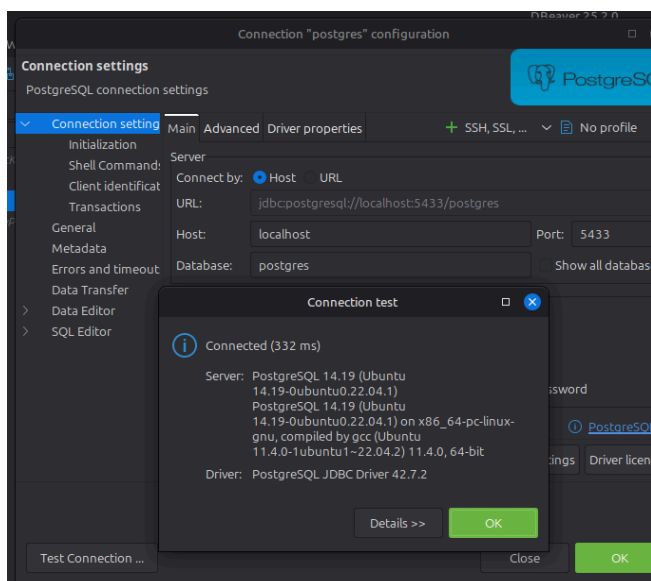 DBeaver 25.2.0
Connection "postgres" configuration
Connection settings
PostgreSQL connection settings
PostgreSQ
Connection setting
Initialization
Shell Command
Client identificat
Transactions
General
Metadata
Errors and timeout
Data Transfer
Data Editor
SQL Editor
Main Advanced Driver properties
+ SSH, SSL, ... No profile
Server
Connect by: Host URL
URL: jdbc:postgresql://localhost:5433/postgres
Host: localhost Port: 5433
Database: postgres Show all databas
Connection test
Connected (332 ms)
Server: PostgreSQL 14.19 (Ubuntu
14.19-0ubuntu0.22.04.1)
PostgreSQL 14.19 (Ubuntu
14.19-0ubuntu0.22.04.1) on x86_64-pc-linux-
gnu, compiled by gcc (Ubuntu
11.4.0-1ubuntu1~22.04.2) 11.4.0, 64-bit
Driver: PostgreSQL JDBC Driver 42.7.2
Details >> OK
ssword
PostgreSQL
tings Driver licen
Test Connection ... Close OK